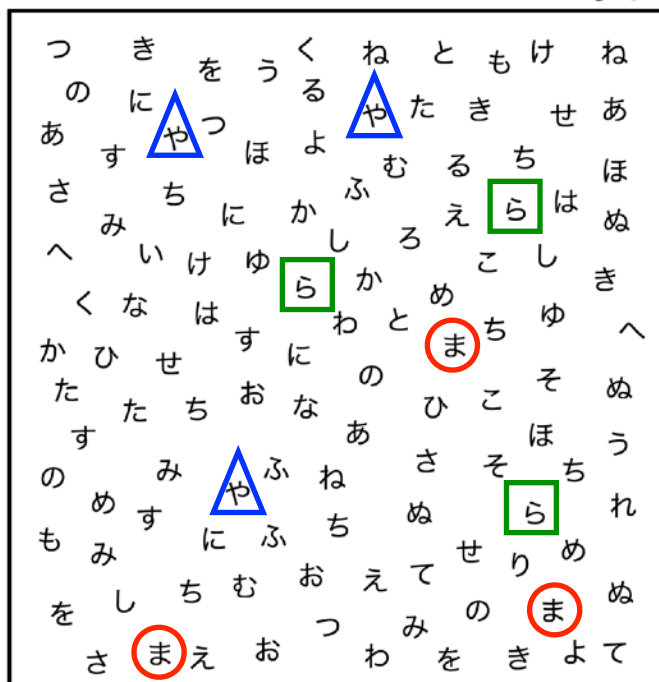 つ き を う く ね と も け ね
の に や つ る や た き せ あ
あ す ほ よ む る ち ほ
さ み ち に か ふ え ら は ぬ
へ い け ゆ し ろ こ し き
く な は ら か め ゆ へ
か ひ せ す に わ と ま ち
た た ち お な の ひ こ そ ぬ
す あ さ そ ほ ち う
の め み す や ふ ね ぬ ら れ
も み に ふ ち せ り め
を し ち む お え て の ま ぬ
さ ま え お つ わ み を き よ て